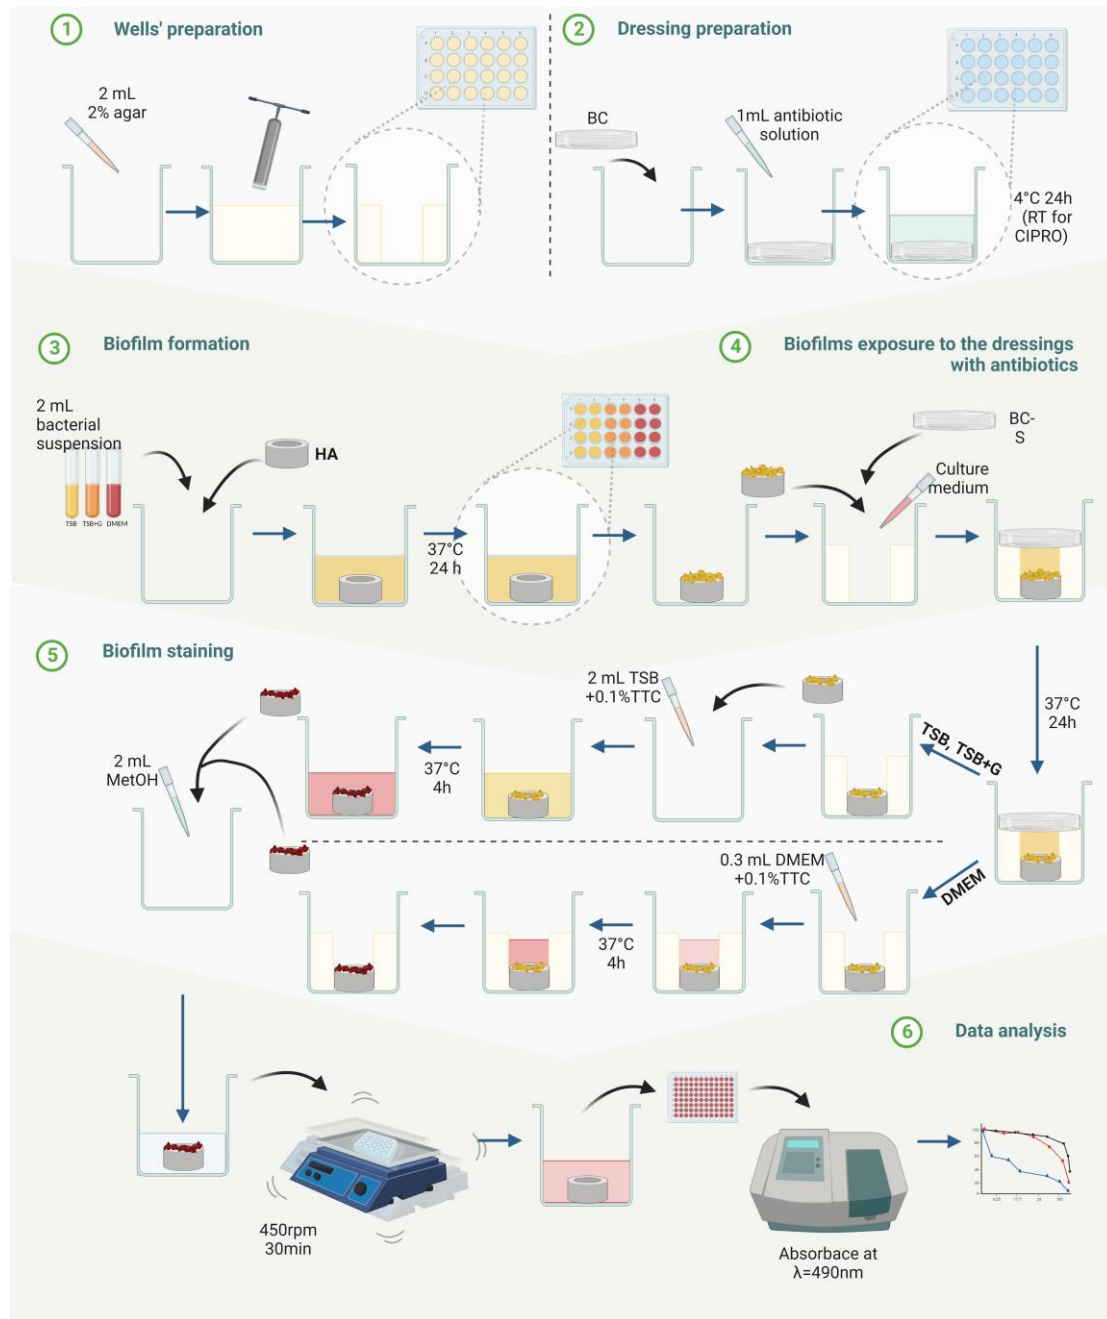 1 Wells' preparation
2 mL
2% agar
2 Dressing preparation
BC
1mL antibiotic
solution
4°C 24h
(RT for
CIPRO)
3 Biofilm formation
2 mL
bacterial
suspension
TSB TSB+G DMEM
HA
37°C
24 h
4 Biofilms exposure to the dressings
with antibiotics
BC-
S
Culture
medium
37°C
24h
5 Biofilm staining
TSB, TSB+G
2 mL TSB
+0.1%TTC
37°C
4h
2 mL
MetOH
DMEM
0.3 mL DMEM
+0.1%TTC
37°C
4h
450rpm
30min
6 Data analysis
Absorbace at
λ=490nm